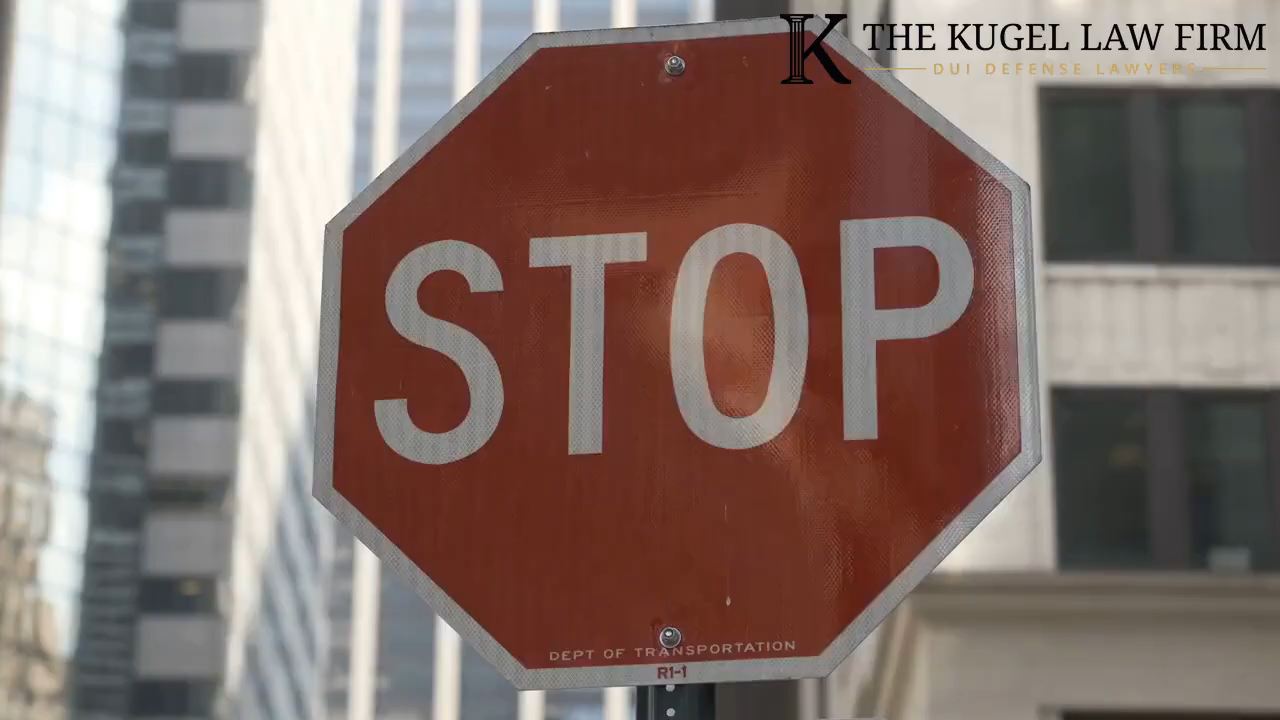 K THE KUGEL LAW FIRM
DUI DEFENSE LAWYERS
STOP
DEPT OF TRANSPORTATION
R1-1